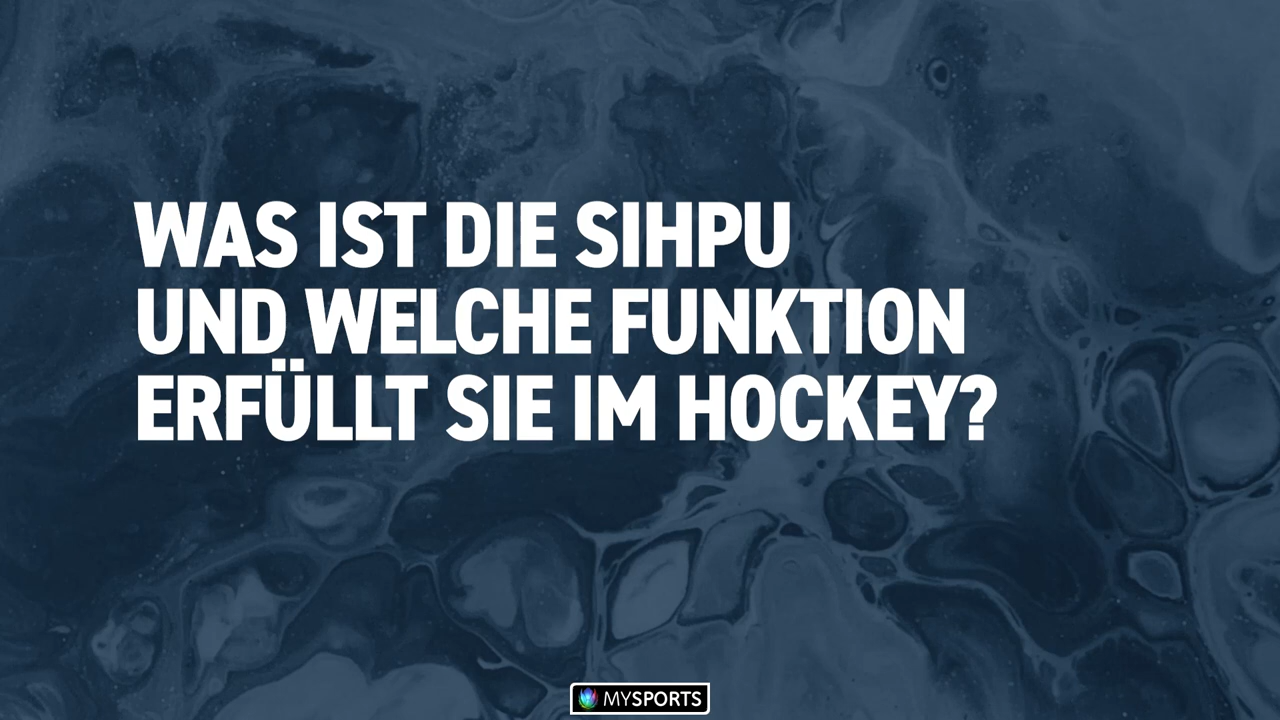 WAS IST DIE SIHPU
UND WELCHE FUNKTION
ERFÜLLT SIE IM HOCKEY?
MYSPORTS